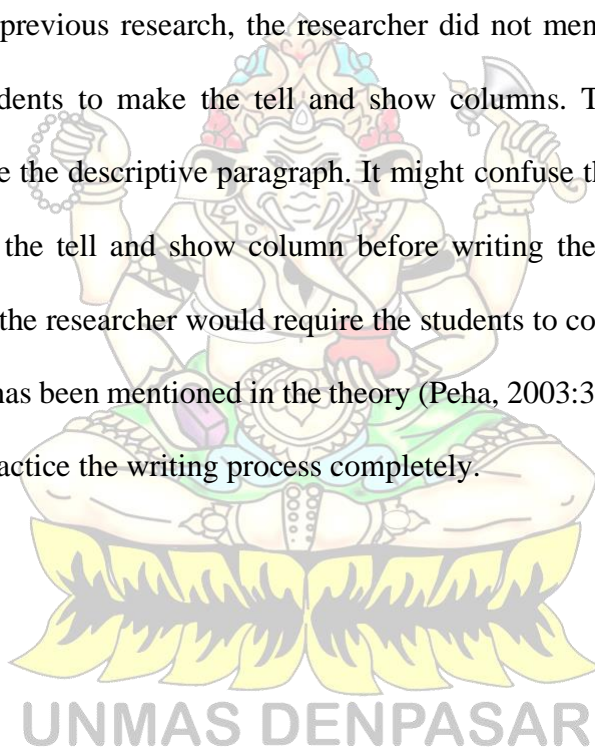 previous research, the researcher did not men
dents to make the tell and show columns. T
e the descriptive paragraph. It might confuse th
the tell and show column before writing the
the researcher would require the students to co
has been mentioned in the theory (Peha, 2003:3
actice the writing process completely.
UNMAS DENPASAR